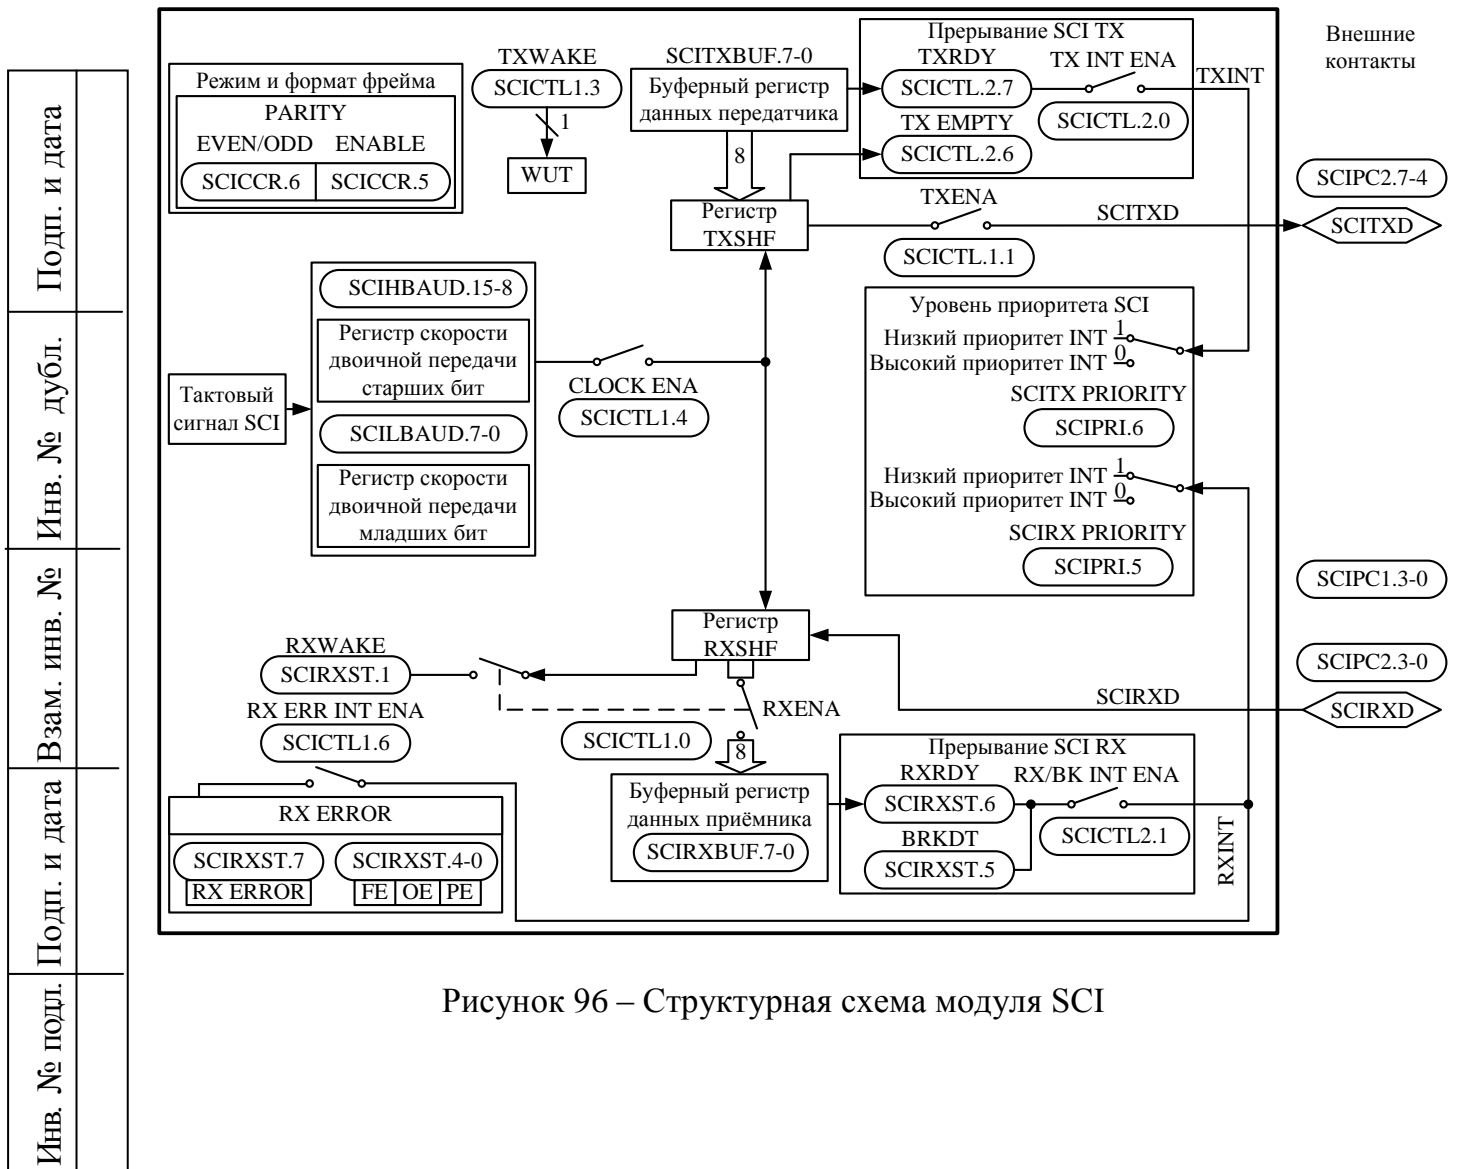 Подп. и дата
Инв. № дубл.
Взам. инв. №
Подп. и дата
Инв. № подл.
Режим и формат фрейма
PARITY
EVEN/ODD ENABLE
SCICCR.6 SCICCR.5
TXWAKE
SCICTL1.3
1
WUT
SCITXBUF.7-0
Буферный регистр
данных передатчика
8
Регистр
TXSHF
Прерывание SCI TX
TXRDY
SCICTL.2.7
TX INT ENA
SCICTL.2.0
TX EMPTY
SCICTL.2.6
TXINT
Внешние
контакты
TXENA
SCICTL.1.1
SCITXD
SCIPC2.7-4
SCITXD
Тактовый
сигнал SCI
SCIHBAUD.15-8
Регистр скорости
двоичной передачи
старших бит
SCILBAUD.7-0
Регистр скорости
двоичной передачи
младших бит
CLOCK ENA
SCICTL1.4
Уровень приоритета SCI
Низкий приоритет INT 1
Высокий приоритет INT 0
SCITX PRIORITY
SCIPRI.6
Низкий приоритет INT 1
Высокий приоритет INT 0
SCIRX PRIORITY
SCIPRI.5
SCIPC1.3-0
SCIPC2.3-0
SCIRXD
SCIRXD
Регистр
RXSHF
RXWAKE
SCIRXST.1
RX ERR INT ENA
SCICTL1.6
RXENA
SCICTL1.0
8
Буферный регистр
данных приёмника
SCIRXBUF.7-0
Прерывание SCI RX
RXRDY
SCIRXST.6
RX/BK INT ENA
SCICTL2.1
BRKDT
SCIRXST.5
RXINT
RX ERROR
SCIRXST.7 SCIRXST.4-0
RX ERROR FE OE PE
Рисунок 96 – Структурная схема модуля SCI